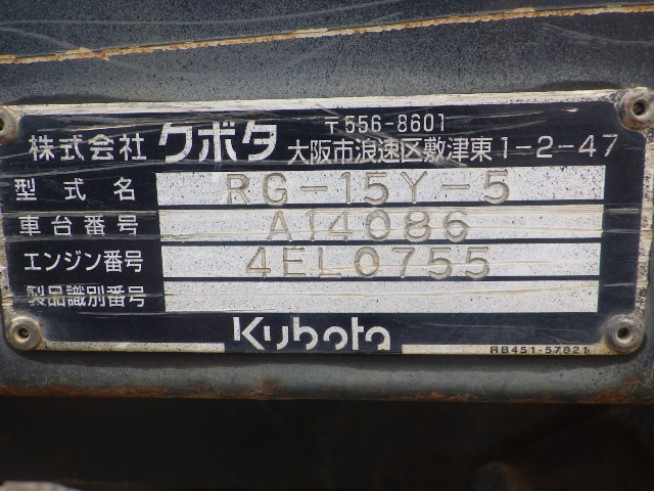 株式会社 クボタ 〒556-8601
大阪市浪速区敷津東1-2-47
型式名 RG-15Y-5
車台番号 A14086
エンジン番号 4EL0755
製品識別番号
Kubota
RB451-57821